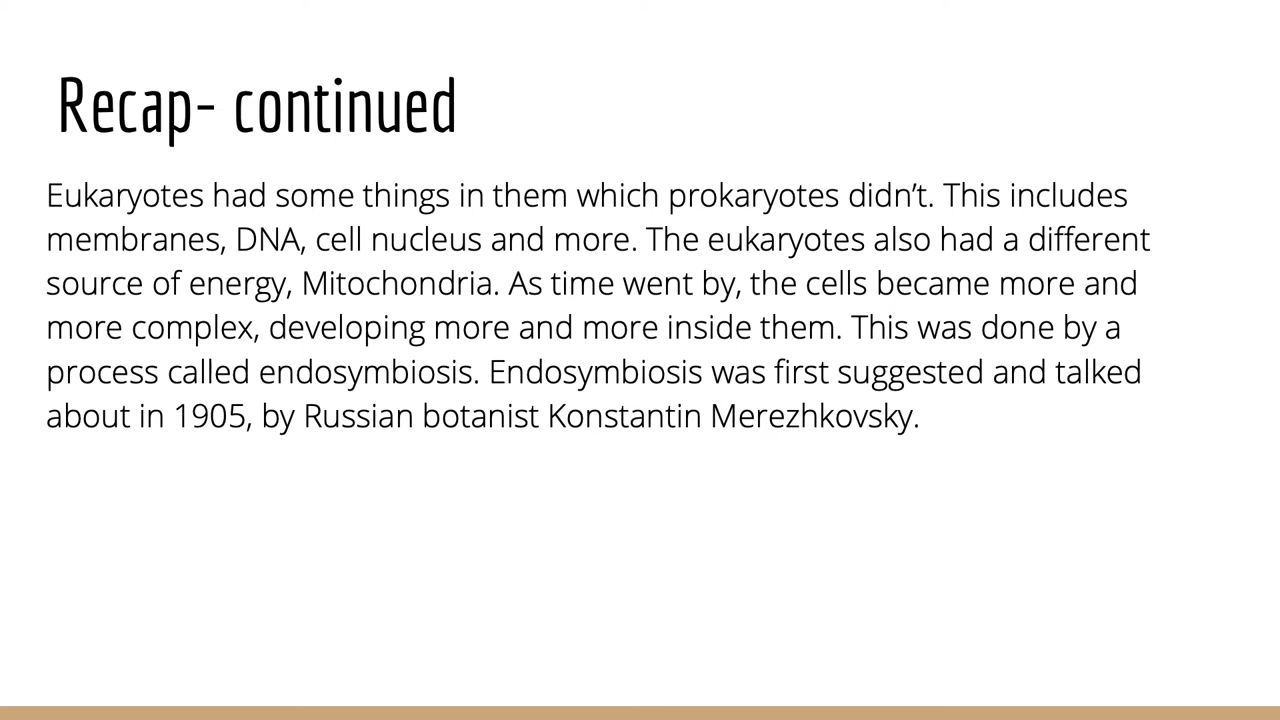 Recap- continued
Eukaryotes had some things in them which prokaryotes didn’t. This includes
membranes, DNA, cell nucleus and more. The eukaryotes also had a different
source of energy, Mitochondria. As time went by, the cells became more and
more complex, developing more and more inside them. This was done by a
process called endosymbiosis. Endosymbiosis was first suggested and talked
about in 1905, by Russian botanist Konstantin Merezhkovsky.